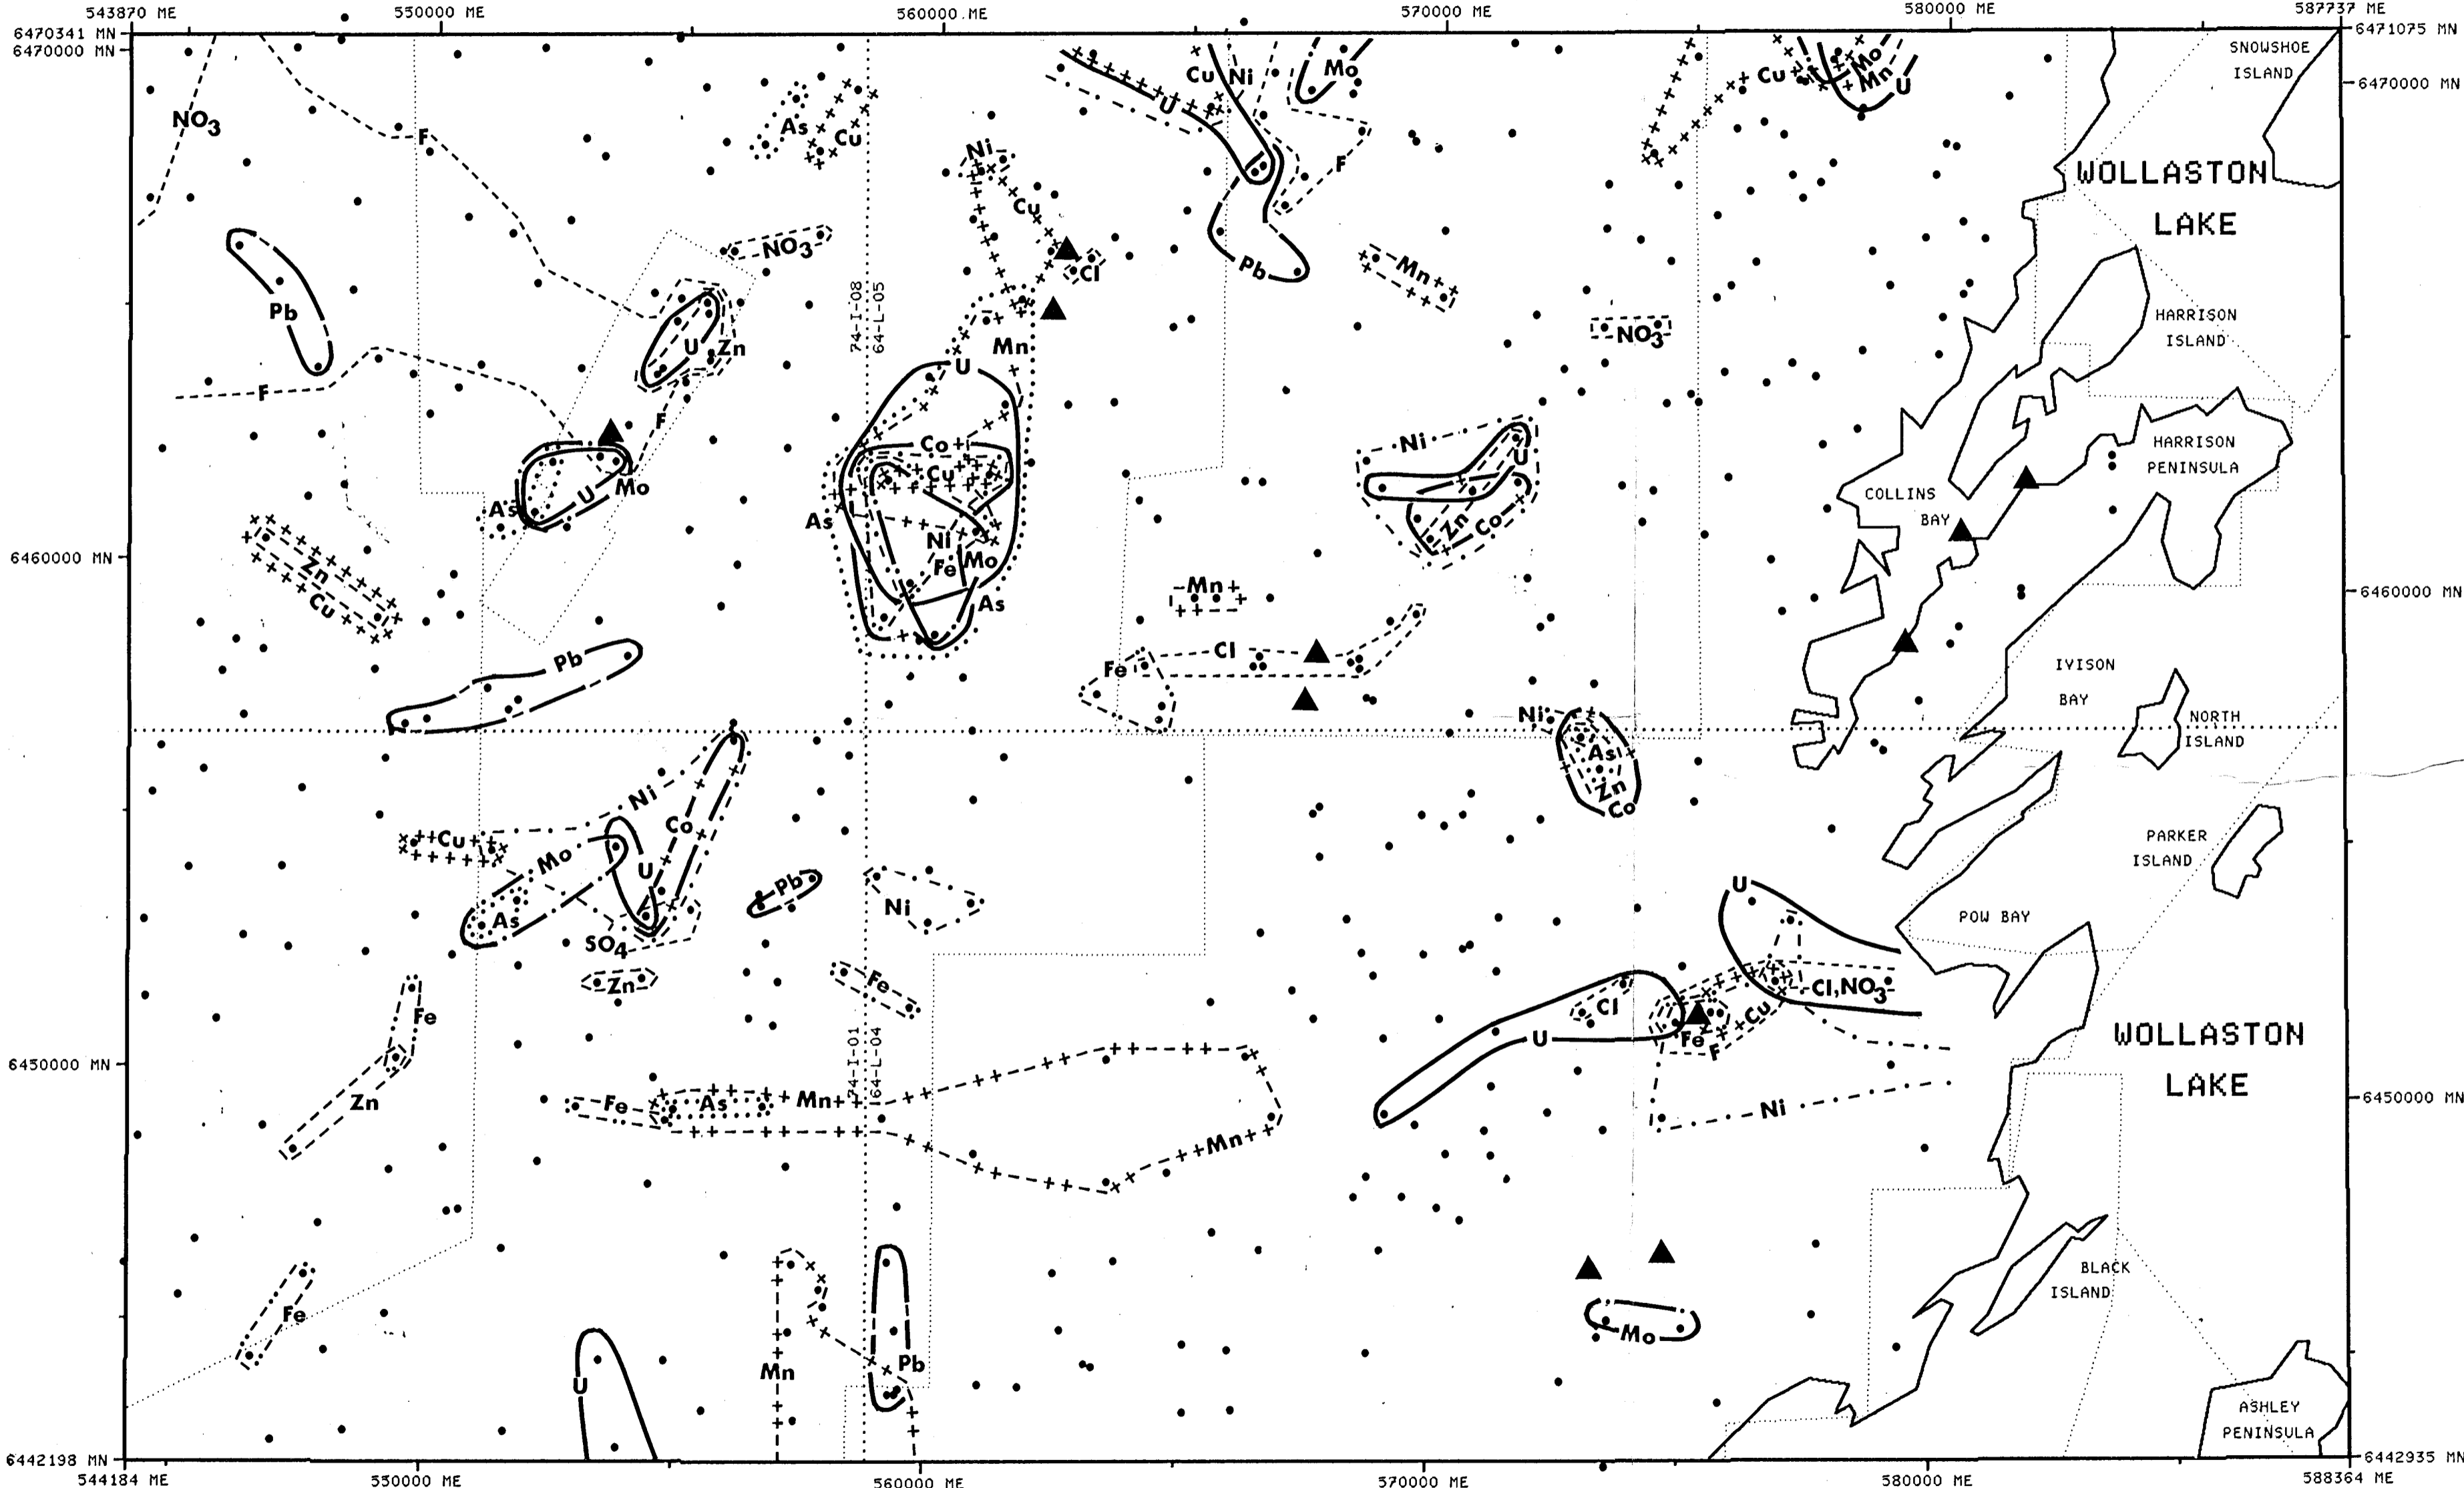 543870 ME
550000 ME
560000 ME
570000 ME
580000 ME
587737 ME
6470341 MN
6471075 MN
6470000 MN
SNOWSHOE
ISLAND
Cu Ni
Mo
Cu
Mo
Mn
U
6470000 MN
NO3
F
As
Cu
U
Ni
F
WOLLASTON
LAKE
Cu
NO3
Cl
Pb
Mn
Pb
74-I-08
64-L-05
HARRISON
ISLAND
NO3
U
Zn
Mn
U
F
F
Co
Ni
HARRISON
PENINSULA
Cu
U
As
U
Mo
As
Zn
Co
COLLINS
BAY
Ni
Mo
Fe
6460000 MN
6460000 MN
Zn
Cu
As
Mn
Pb
Fe
Cl
IVISON
BAY
Ni
NORTH
ISLAND
As
Zn
Co
Ni
Co
Cu
Mo
U
PARKER
ISLAND
Pb
U
As
Ni
POW BAY
SO4
Zn
Fe
Cl,NO3
Cl
Cu
Fe
U
Fe
F
WOLLASTON
LAKE
6450000 MN
74-I-01
64-L-04
Zn
Fe
As
Mn
Ni
6450000 MN
Mn
BLACK
ISLAND
Fe
Mo
Mn
Pb
U
ASHLEY
PENINSULA
6442198 MN
6442935 MN
544184 ME
550000 ME
560000 ME
570000 ME
580000 ME
588364 ME